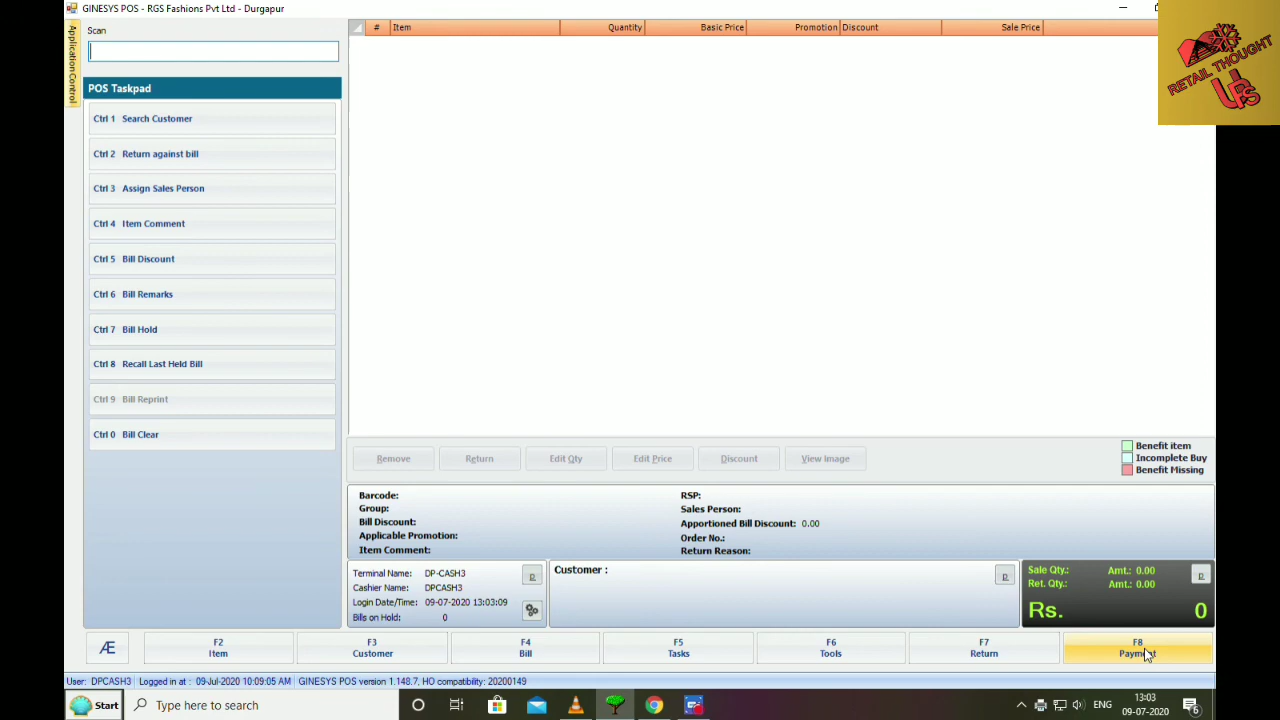 GINESYS POS - RGS Fashions Pvt Ltd - Durgapur
Application Control
Scan
POS Taskpad
Ctrl 1 Search Customer
Ctrl 2 Return against bill
Ctrl 3 Assign Sales Person
Ctrl 4 Item Comment
Ctrl 5 Bill Discount
Ctrl 6 Bill Remarks
Ctrl 7 Bill Hold
Ctrl 8 Recall Last Held Bill
Ctrl 9 Bill Reprint
Ctrl 0 Bill Clear
# Item Quantity Basic Price Promotion Discount Sale Price
RETAIL THOUGHT
UPS
Remove Return Edit Qty Edit Price Discount View Image
Benefit item
Incomplete Buy
Benefit Missing
Barcode: RSP:
Group: Sales Person:
Bill Discount: Apportioned Bill Discount: 0.00
Applicable Promotion: Order No.:
Item Comment: Return Reason:
Terminal Name: DP-CASH3
Cashier Name: DPCASH3
Login Date/Time: 09-07-2020 13:03:09
Bills on Hold: 0
p
Customer :
p
Sale Qty.: Amt.: 0.00
Ret. Qty.: Amt.: 0.00
p
Rs. 0
Æ
F2 Item
F3 Customer
F4 Bill
F5 Tasks
F6 Tools
F7 Return
F8 Payment
User: DPCASH3 Logged in at : 09-Jul-2020 10:09:05 AM GINESYS POS version 1.148.7, HO compatibility: 20200149
Start Type here to search ENG 13:03
09-07-2020 6